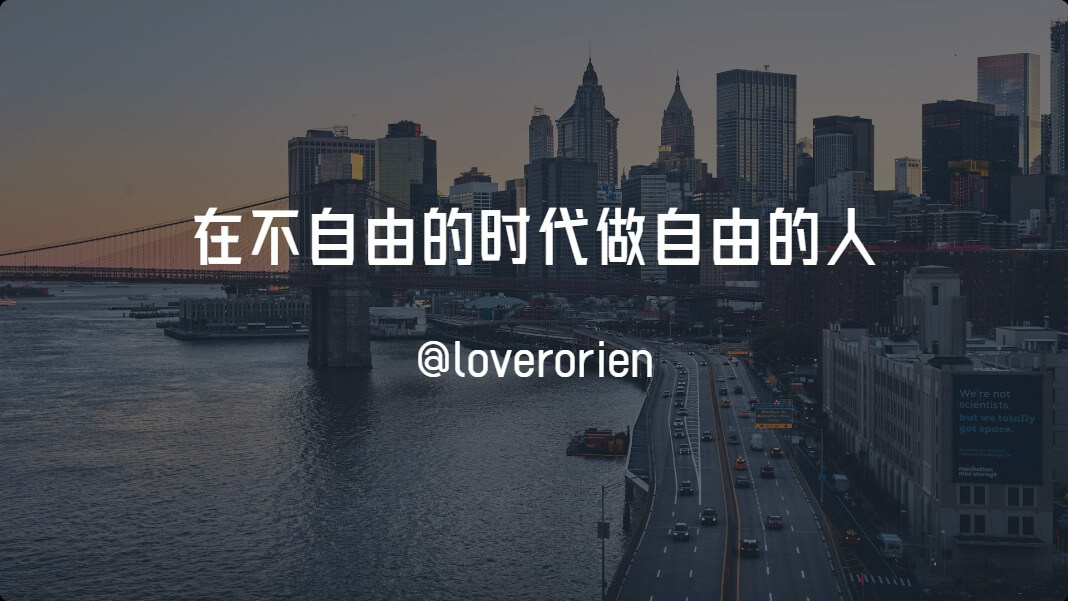 在不自由的时代做自由的人
@loverorien
We're not
scientists,
but we totally
got space.
manhattan
mini storage